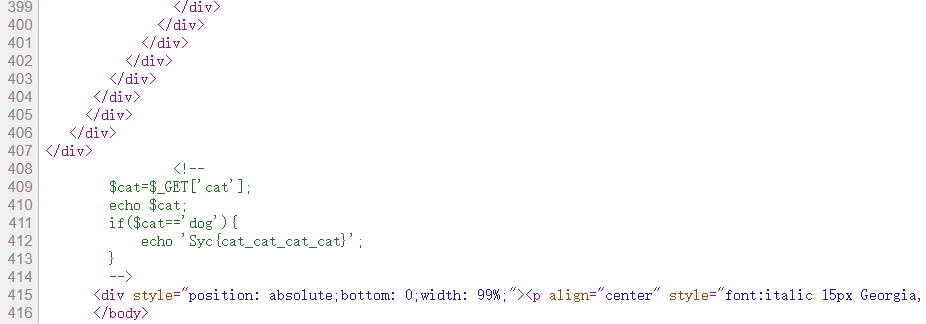 399 </div>
400 </div>
401 </div>
402 </div>
403 </div>
404 </div>
405 </div>
406 </div>
407 </div>
408 <!--
409 $cat=$_GET['cat'];
410 echo $cat;
411 if($cat=='dog'){
412 echo 'Syc{cat_cat_cat_cat}';
413 }
414 -->
415 <div style="position: absolute;bottom: 0;width: 99%;"><p align="center" style="font:italic 15px Georgia,
416 </body>